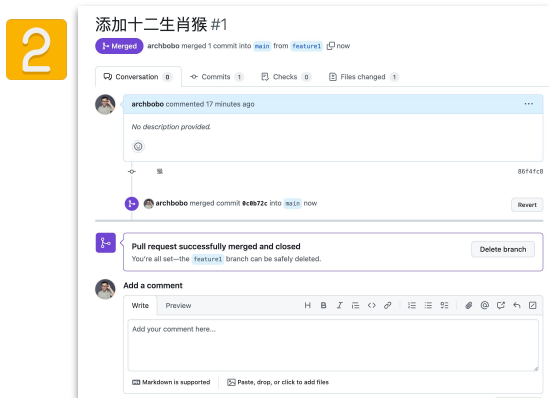 2
添加十二生肖猴 #1
Merged archbobo merged 1 commit into main from feature1 now
Conversation 0 Commits 1 Checks 0 Files changed 1
archbobo commented 17 minutes ago ...
No description provided.
猴 86f4fc8
archbobo merged commit 0c0b72c into main now Revert
Pull request successfully merged and closed
You're all set—the feature1 branch can be safely deleted.
Delete branch
Add a comment
Write Preview
Add your comment here...
Markdown is supported Paste, drop, or click to add files